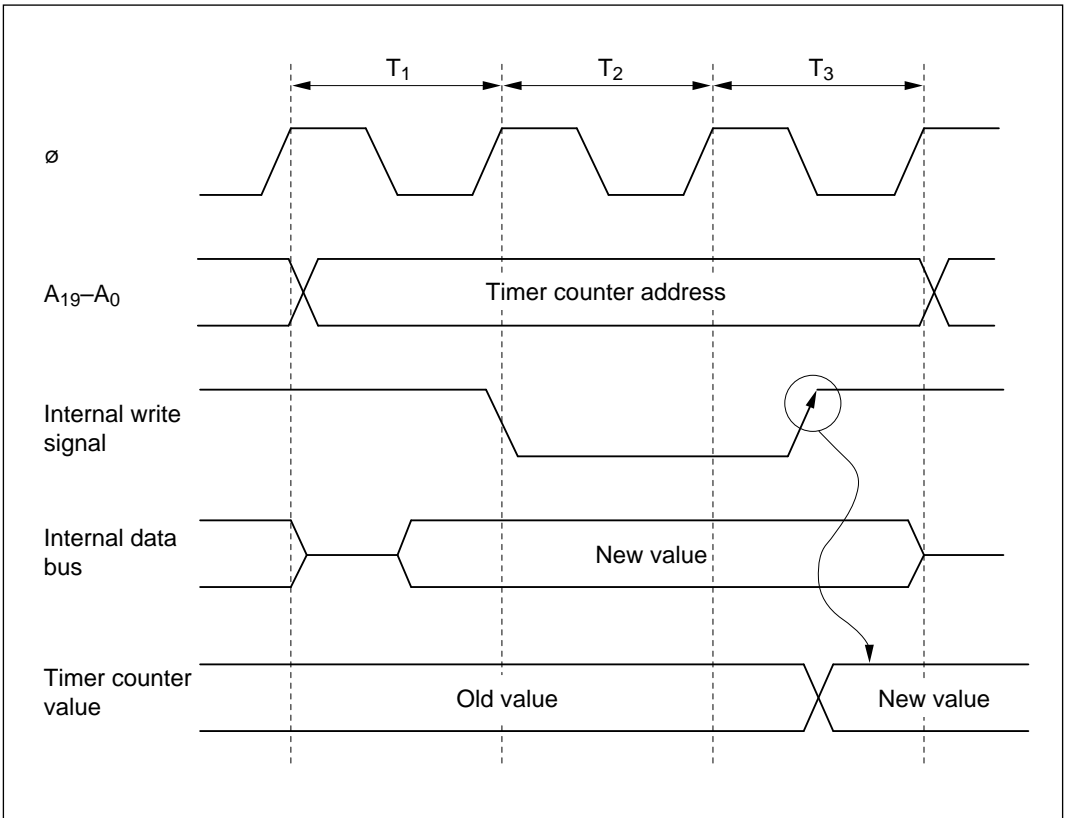 T₁ T₂ T₃
ø
A₁₉–A₀
Timer counter address
Internal write
signal
Internal data
bus
New value
Timer counter
value
Old value
New value